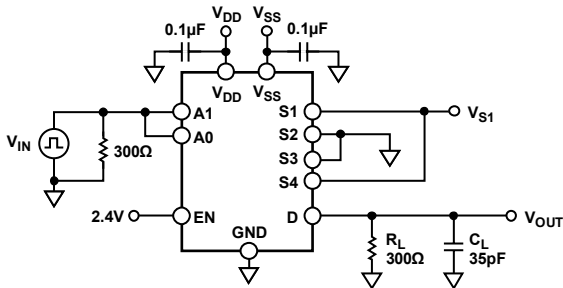 V_DD V_SS
0.1µF 0.1µF
V_DD V_SS
A1 S1 V_S1
A0 S2
V_IN 300Ω S3
S4
2.4V EN D V_OUT
GND R_L 300Ω C_L 35pF